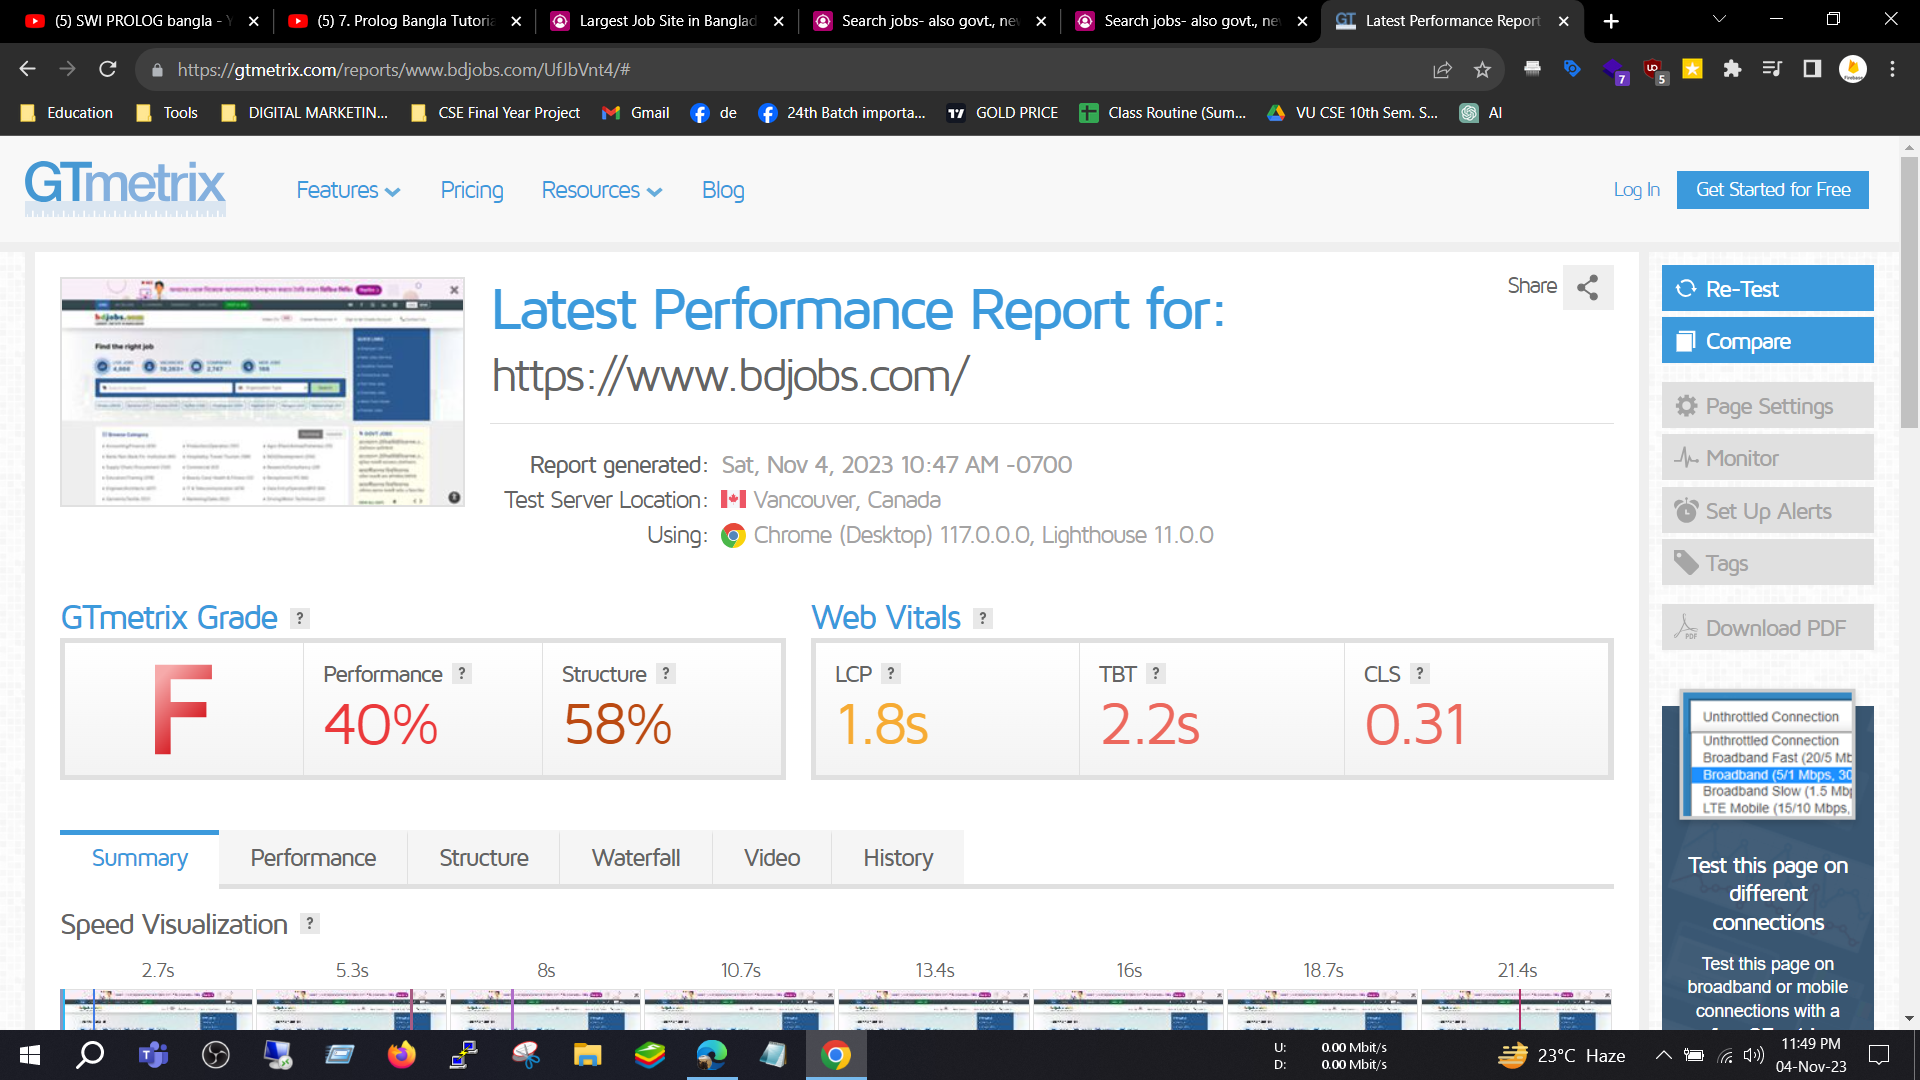 (5) SWI PROLOG bangla - Y
(5) 7. Prolog Bangla Tutoria
Largest Job Site in Banglad
Search jobs- also govt., nev
Search jobs- also govt., nev
Latest Performance Report
https://gtmetrix.com/reports/www.bdjobs.com/UfJbVnt4/#
7
5
Education
Tools
DIGITAL MARKETIN...
CSE Final Year Project
Gmail
de
24th Batch importa...
GOLD PRICE
Class Routine (Sum...
VU CSE 10th Sem. S...
AI
GTmetrix
Features
Pricing
Resources
Blog
Log In
Get Started for Free
Find the right job
Latest Performance Report for:
https://www.bdjobs.com/
Share
Report generated: Sat, Nov 4, 2023 10:47 AM -0700
Test Server Location: Vancouver, Canada
Using: Chrome (Desktop) 117.0.0.0, Lighthouse 11.0.0
Re-Test
Compare
Page Settings
Monitor
Set Up Alerts
Tags
Download PDF
GTmetrix Grade ?
F
Performance ?
40%
Structure ?
58%
Web Vitals ?
LCP ?
1.8s
TBT ?
2.2s
CLS ?
0.31
Unthrottled Connection
Unthrottled Connection
Broadband Fast (20/5 Mb
Broadband (5/1 Mbps, 30
Broadband Slow (1.5 Mbp
LTE Mobile (15/10 Mbps,
Test this page on
different
connections
Test this page on
broadband or mobile
connections with a
Summary
Performance
Structure
Waterfall
Video
History
Speed Visualization ?
2.7s
5.3s
8s
10.7s
13.4s
16s
18.7s
21.4s
U: 0.00 Mbit/s
D: 0.00 Mbit/s
23°C Haze
11:49 PM
04-Nov-23